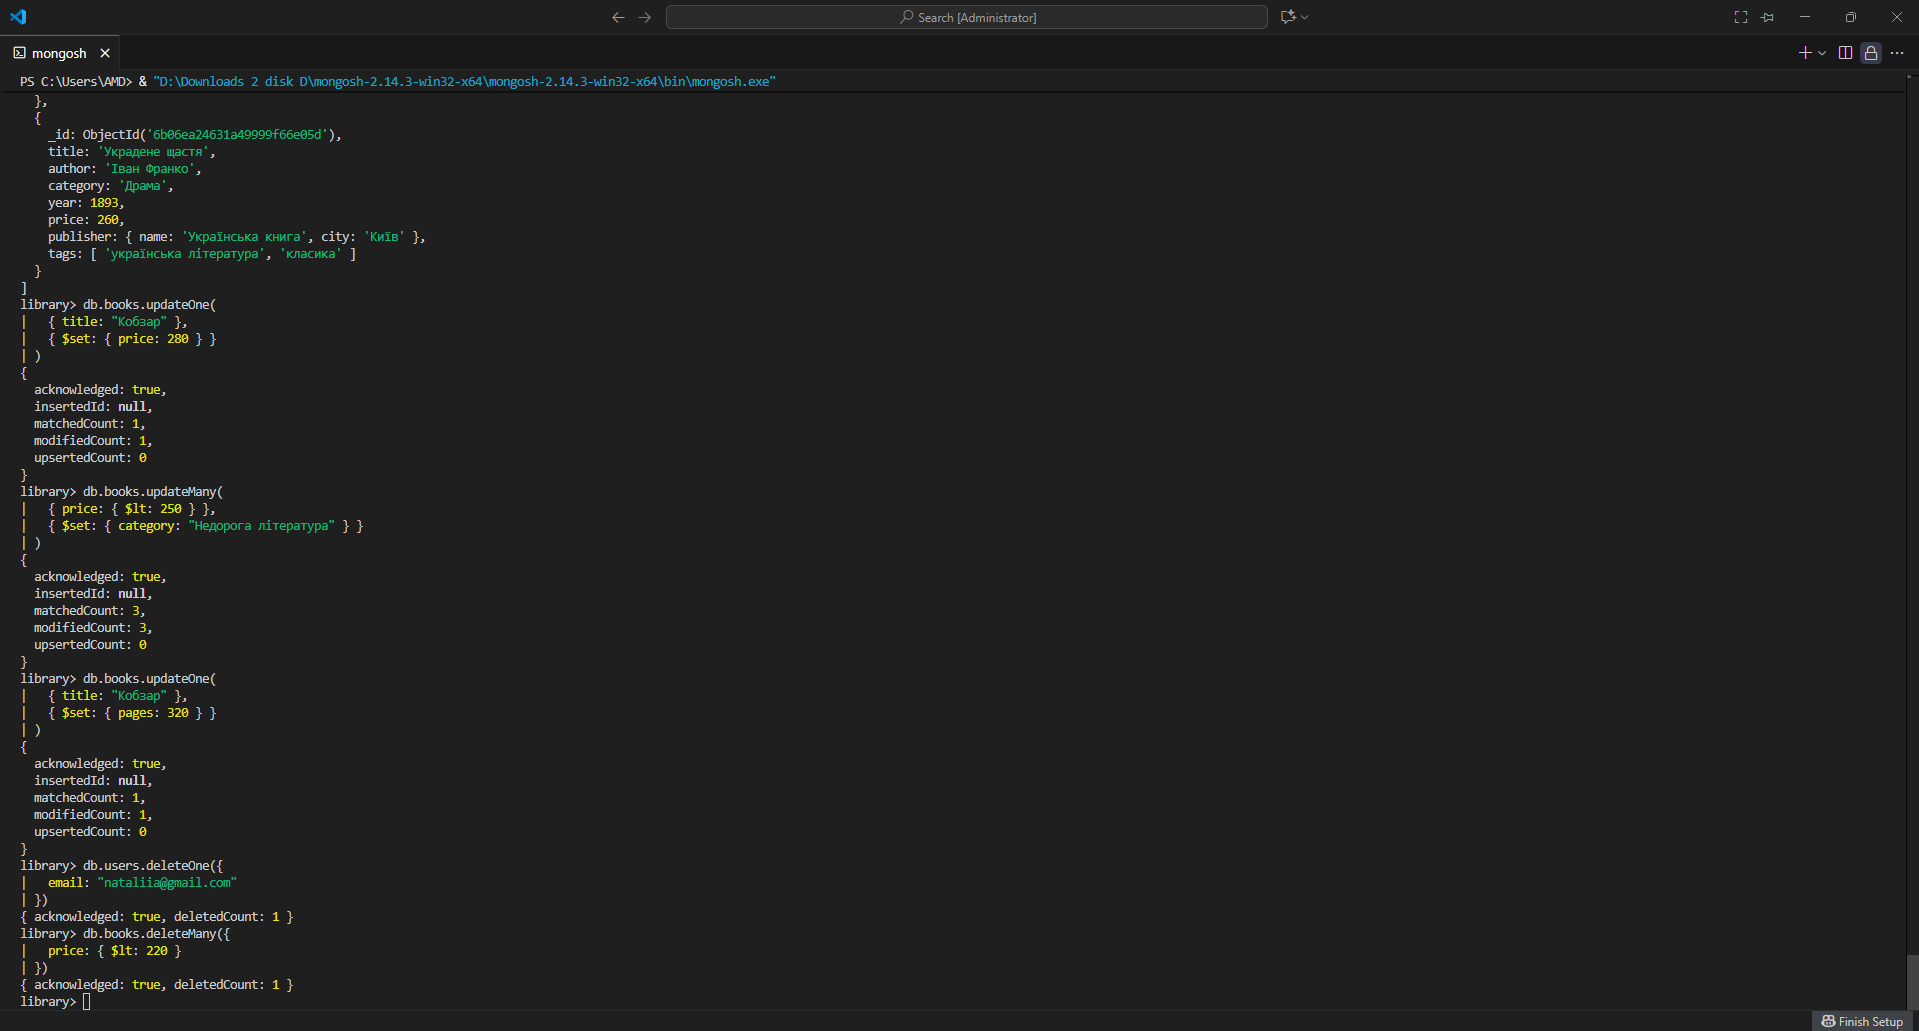 Search [Administrator]
mongosh
PS C:\Users\AMD> & "D:\Downloads 2 disk D\mongosh-2.14.3-win32-x64\mongosh-2.14.3-win32-x64\bin\mongosh.exe"
  },
  {
    _id: ObjectId('6b06ea24631a49999f66e05d'),
    title: 'Украдене щастя',
    author: 'Іван Франко',
    category: 'Драма',
    year: 1893,
    price: 260,
    publisher: { name: 'Українська книга', city: 'Київ' },
    tags: [ 'українська література', 'класика' ]
  }
]
library> db.books.updateOne(
|   { title: "Кобзар" },
|   { $set: { price: 280 } }
| )
{
  acknowledged: true,
  insertedId: null,
  matchedCount: 1,
  modifiedCount: 1,
  upsertedCount: 0
}
library> db.books.updateMany(
|   { price: { $lt: 250 } },
|   { $set: { category: "Недорога література" } }
| )
{
  acknowledged: true,
  insertedId: null,
  matchedCount: 3,
  modifiedCount: 3,
  upsertedCount: 0
}
library> db.books.updateOne(
|   { title: "Кобзар" },
|   { $set: { pages: 320 } }
| )
{
  acknowledged: true,
  insertedId: null,
  matchedCount: 1,
  modifiedCount: 1,
  upsertedCount: 0
}
library> db.users.deleteOne({
|   email: "nataliia@gmail.com"
| })
{ acknowledged: true, deletedCount: 1 }
library> db.books.deleteMany({
|   price: { $lt: 220 }
| })
{ acknowledged: true, deletedCount: 1 }
library>
Finish Setup